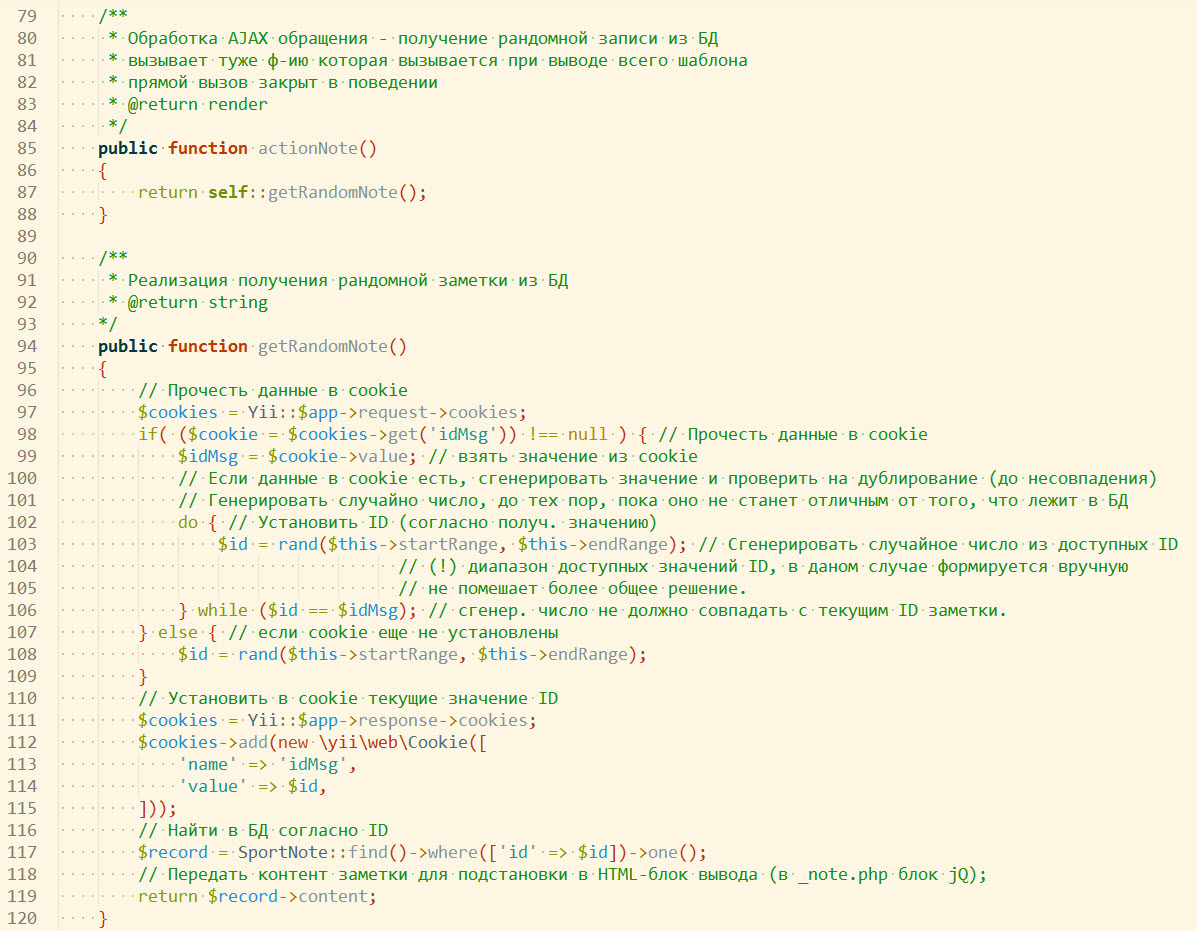 79 /**
80 * Обработка AJAX обращения - получение рандомной записи из БД
81 * вызывает туже ф-ию которая вызывается при выводе всего шаблона
82 * прямой вызов закрыт в поведении
83 * @return render
84 */
85 public function actionNote()
86 {
87 return self::getRandomNote();
88 }
89
90 /**
91 * Реализация получения рандомной заметки из БД
92 * @return string
93 */
94 public function getRandomNote()
95 {
96 // Прочесть данные в cookie
97 $cookies = Yii::$app->request->cookies;
98 if( ($cookie = $cookies->get('idMsg')) !== null ) { // Прочесть данные в cookie
99 $idMsg = $cookie->value; // взять значение из cookie
100 // Если данные в cookie есть, сгенерировать значение и проверить на дублирование (до несовпадения)
101 // Генерировать случайно число, до тех пор, пока оно не станет отличным от того, что лежит в БД
102 do { // Установить ID (согласно получ. значению)
103 $id = rand($this->startRange, $this->endRange); // Сгенерировать случайное число из доступных ID
104 // (!) диапазон доступных значений ID, в даном случае формируется вручную
105 // не помешает более общее решение.
106 } while ($id == $idMsg); // сгенер. число не должно совпадать с текущим ID заметки.
107 } else { // если cookie еще не установлены
108 $id = rand($this->startRange, $this->endRange);
109 }
110 // Установить в cookie текущие значение ID
111 $cookies = Yii::$app->response->cookies;
112 $cookies->add(new \yii\web\Cookie([
113 'name' => 'idMsg',
114 'value' => $id,
115 ]));
116 // Найти в БД согласно ID
117 $record = SportNote::find()->where(['id' => $id])->one();
118 // Передать контент заметки для подстановки в HTML-блок вывода (в _note.php блок jQ);
119 return $record->content;
120 }